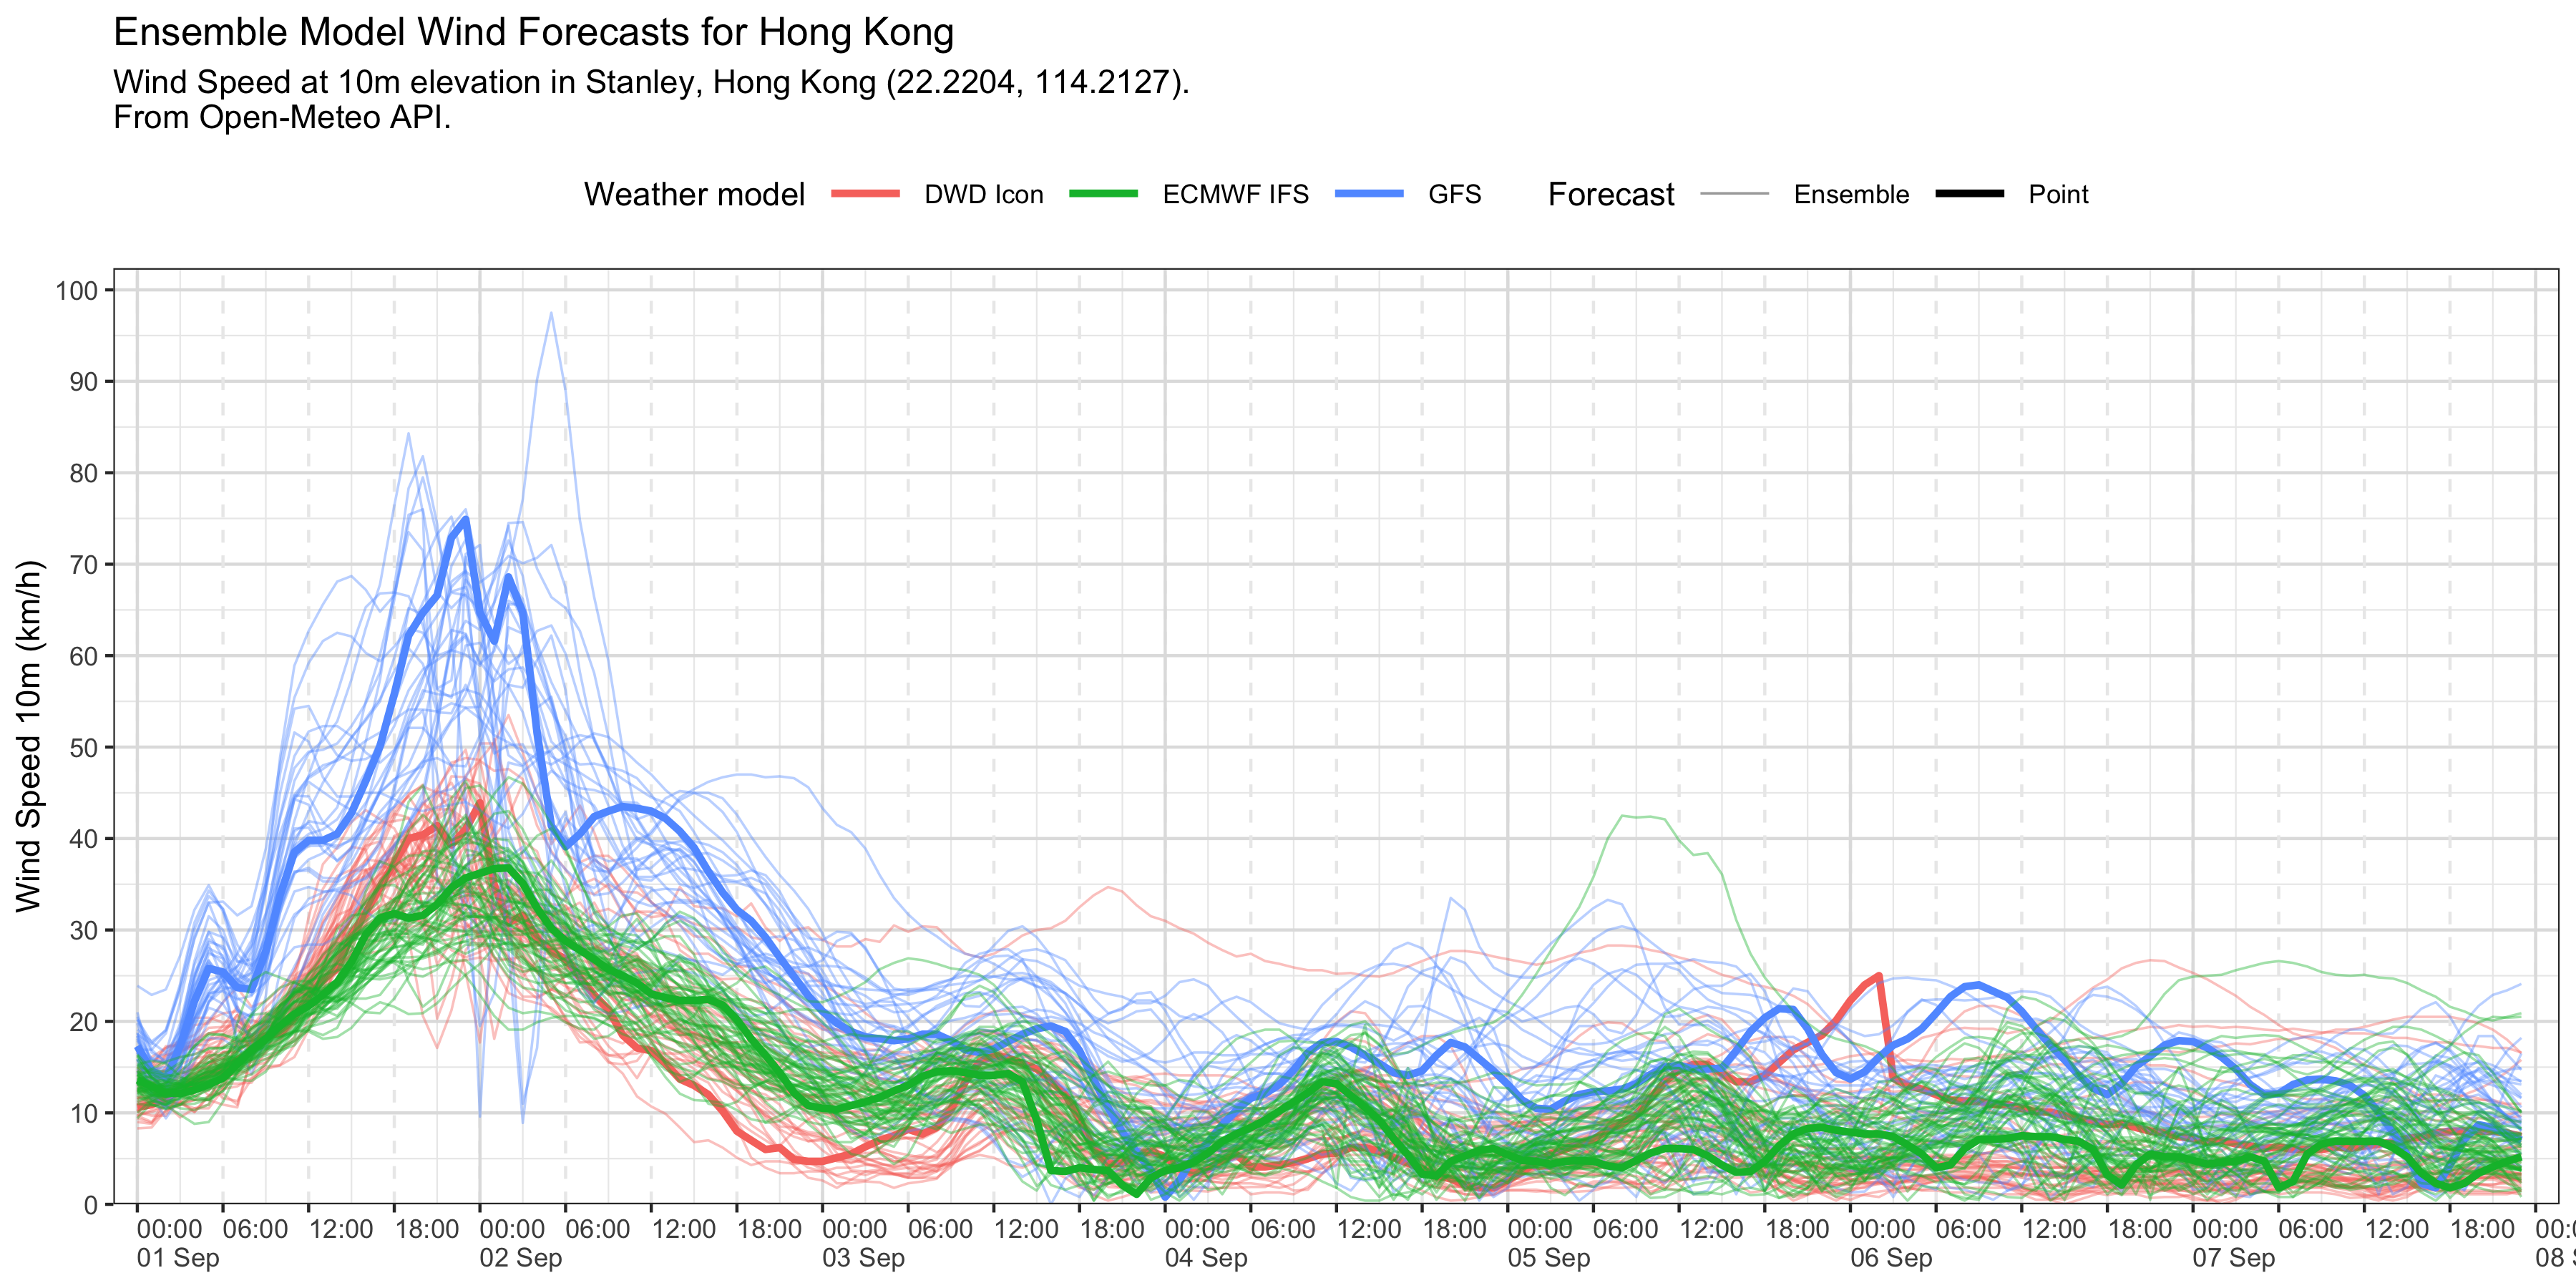 Ensemble Model Wind Forecasts for Hong Kong
Wind Speed at 10m elevation in Stanley, Hong Kong (22.2204, 114.2127).
From Open-Meteo API.
Weather model DWD Icon ECMWF IFS GFS Forecast Ensemble Point
Wind Speed 10m (km/h)
100
90
80
70
60
50
40
30
20
10
0
00:00 06:00 12:00 18:00 00:00 06:00 12:00 18:00 00:00 06:00 12:00 18:00 00:00 06:00 12:00 18:00 00:00 06:00 12:00 18:00 00:00 06:00 12:00 18:00 00:00 06:00 12:00 18:00
01 Sep 02 Sep 03 Sep 04 Sep 05 Sep 06 Sep 07 Sep